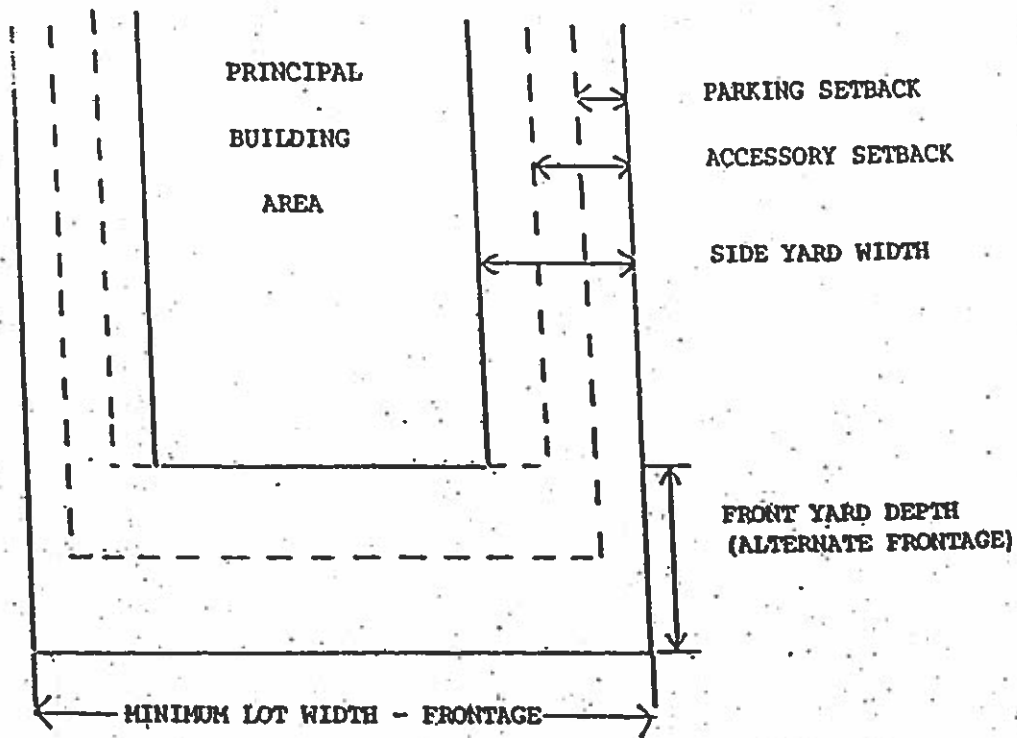 PRINCIPAL
BUILDING
AREA
PARKING SETBACK
ACCESSORY SETBACK
SIDE YARD WIDTH
FRONT YARD DEPTH
(ALTERNATE FRONTAGE)
MINIMUM LOT WIDTH - FRONTAGE